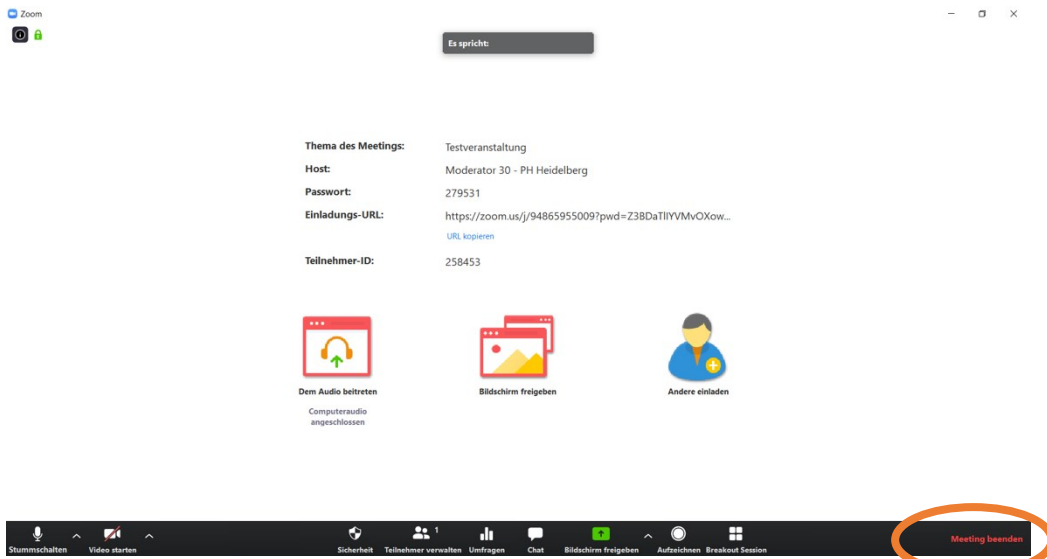 Zoom
Es spricht:
Thema des Meetings: Testveranstaltung
Host: Moderator 30 - PH Heidelberg
Passwort: 279531
Einladungs-URL: https://zoom.us/j/94865955009?pwd=Z3BDaTlIYVMvOXow...
URL kopieren
Teilnehmer-ID: 258453
Dem Audio beitreten Bildschirm freigeben Andere einladen
Computeraudio
angeschlossen
1
Stummschalten Video starten Sicherheit Teilnehmer verwalten Umfragen Chat Bildschirm freigeben Aufzeichnen Breakout Session Meeting beenden